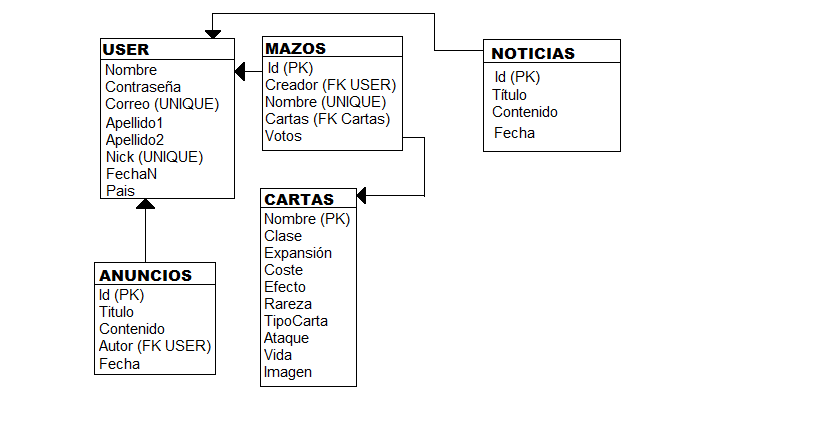 USER
Nombre
Contraseña
Correo (UNIQUE)
Apellido1
Apellido2
Nick (UNIQUE)
FechaN
Pais
MAZOS
Id (PK)
Creador (FK USER)
Nombre (UNIQUE)
Cartas (FK Cartas)
Votos
NOTICIAS
Id (PK)
Título
Contenido
Fecha
CARTAS
Nombre (PK)
Clase
Expansión
Coste
Efecto
Rareza
TipoCarta
Ataque
Vida
Imagen
ANUNCIOS
Id (PK)
Titulo
Contenido
Autor (FK USER)
Fecha